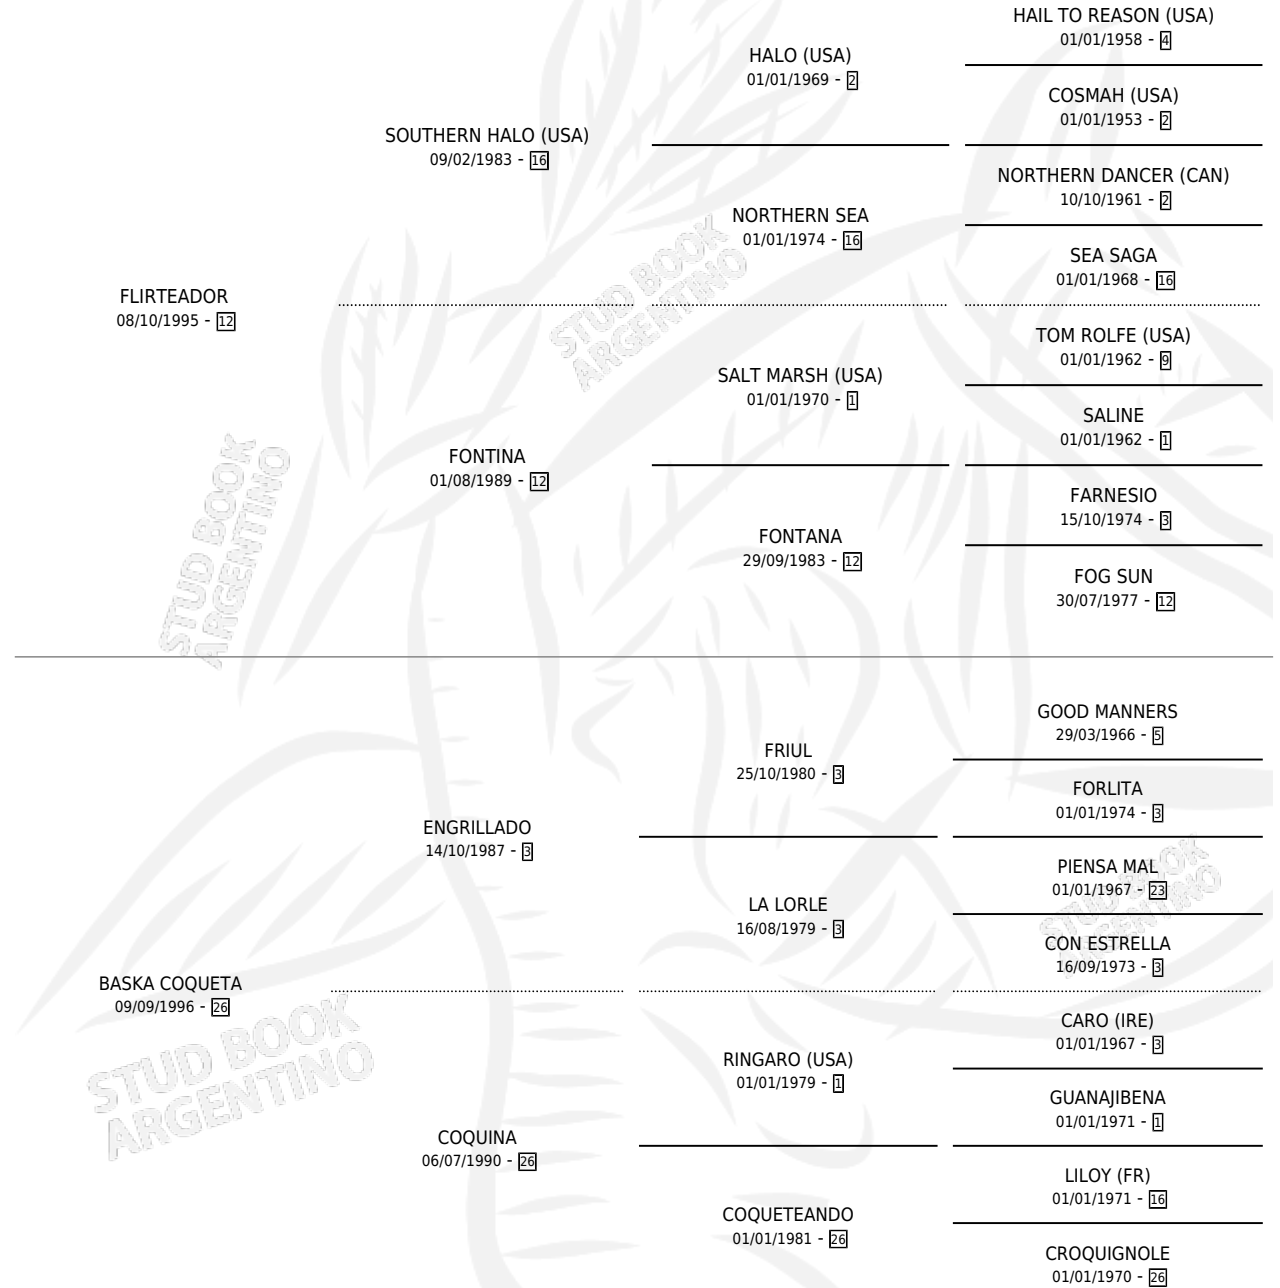 HAIL TO REASON (USA)
01/01/1958 - 4
HALO (USA)
01/01/1969 - 2
COSMAH (USA)
01/01/1953 - 2
SOUTHERN HALO (USA)
09/02/1983 - 16
NORTHERN DANCER (CAN)
10/10/1961 - 2
NORTHERN SEA
01/01/1974 - 16
SEA SAGA
01/01/1968 - 16
FLIRTEADOR
08/10/1995 - 12
STUD BOOK
ARGENTINO
TOM ROLFE (USA)
01/01/1962 - 9
SALT MARSH (USA)
01/01/1970 - 1
SALINE
01/01/1962 - 1
FONTINA
01/08/1989 - 12
FARNESIO
15/10/1974 - 3
FONTANA
29/09/1983 - 12
FOG SUN
30/07/1977 - 12
STUD BOOK
ARGENTINO
GOOD MANNERS
29/03/1966 - 5
FRIUL
25/10/1980 - 3
FORLITA
01/01/1974 - 3
ENGRILLADO
14/10/1987 - 3
PIENSA MAL
01/01/1967 - 23
LA LORLE
16/08/1979 - 3
CON ESTRELLA
16/09/1973 - 3
STUD BOOK
ARGENTINO
BASKA COQUETA
09/09/1996 - 26
CARO (IRE)
01/01/1967 - 3
RINGARO (USA)
01/01/1979 - 1
GUANAJIBENA
01/01/1971 - 1
STUD BOOK
ARGENTINO
COQUINA
06/07/1990 - 26
LILOY (FR)
01/01/1971 - 16
COQUETEANDO
01/01/1981 - 26
CROQUIGNOLE
01/01/1970 - 26